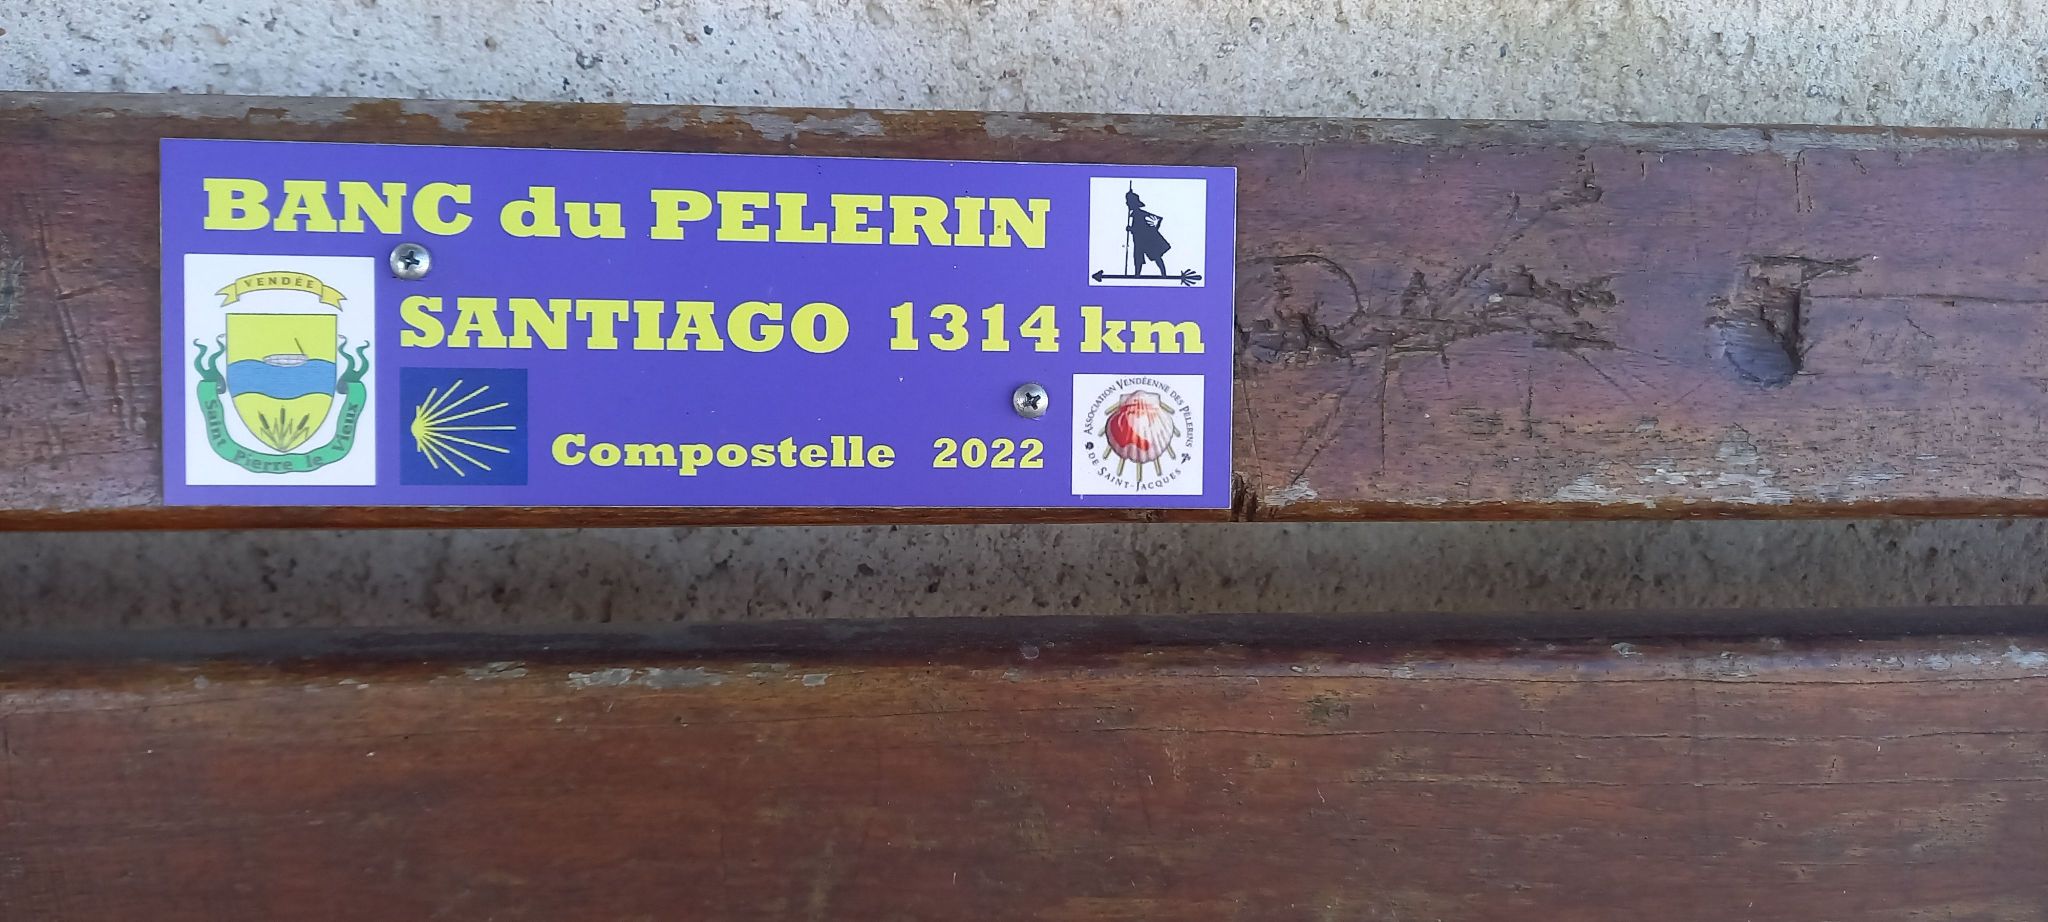 BANC du PELERIN
VENDÉE
Saint Pierre le Vieux
SANTIAGO 1314 km
Compostelle 2022
ASSOCIATION VENDÉENNE DES PÈLERINS
DE SAINT-JACQUES